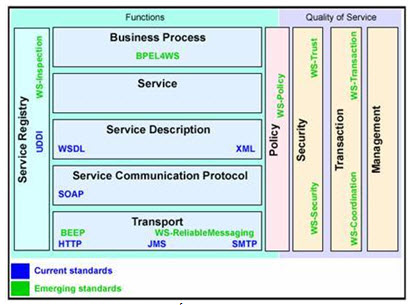 Functions
Quality of Service
Service Registry
WS-Inspection
UDDI
Business Process
BPEL4WS
Service
Service Description
WSDL
XML
Service Communication Protocol
SOAP
Transport
BEEP
WS-ReliableMessaging
HTTP
JMS
SMTP
Policy
WS-Policy
Security
WS-Trust
WS-Security
Transaction
WS-Transaction
WS-Coordination
Management
Current standards
Emerging standards